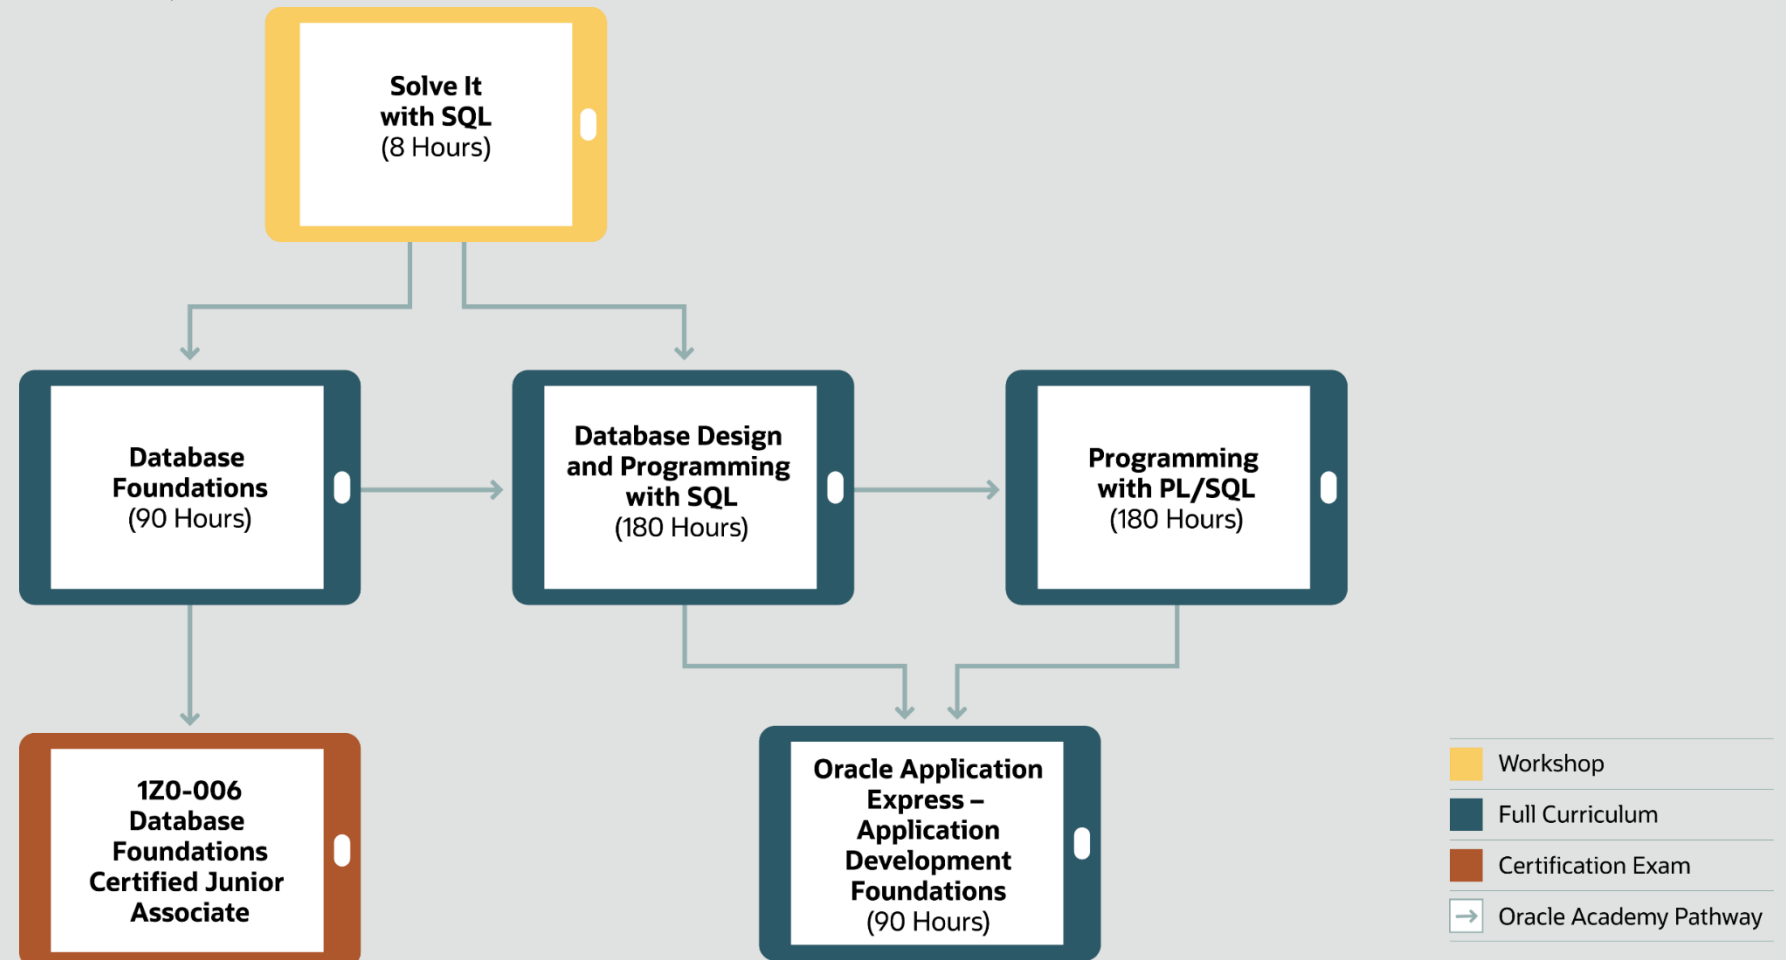 Solve It
with SQL
(8 Hours)
Database
Foundations
(90 Hours)
Database Design
and Programming
with SQL
(180 Hours)
Programming
with PL/SQL
(180 Hours)
1Z0-006
Database
Foundations
Certified Junior
Associate
Oracle Application
Express –
Application
Development
Foundations
(90 Hours)
Workshop
Full Curriculum
Certification Exam
Oracle Academy Pathway